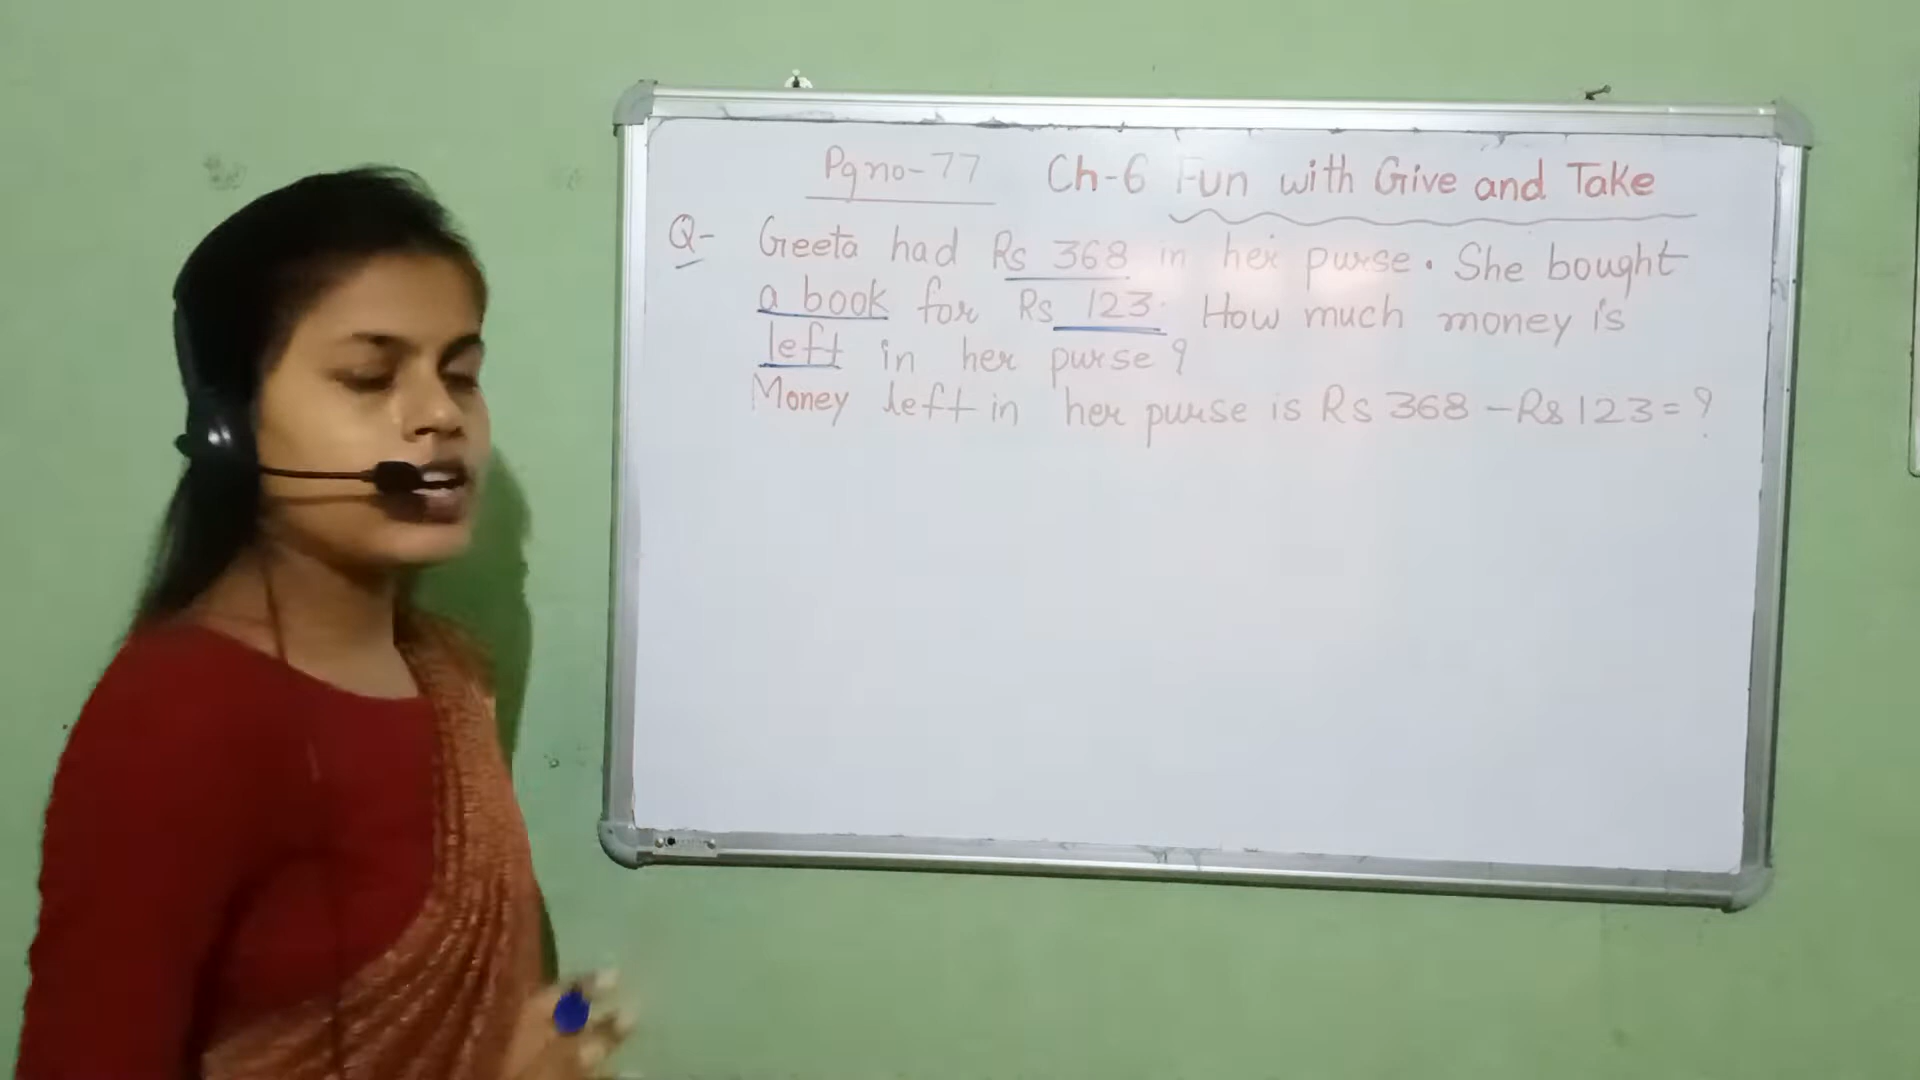 Pg no-77 Ch-6 Fun with Give and Take
Q- Geeta had Rs 368 in her purse. She bought
a book for Rs 123. How much money is
left in her purse?
Money left in her purse is Rs 368 - Rs 123 = ?